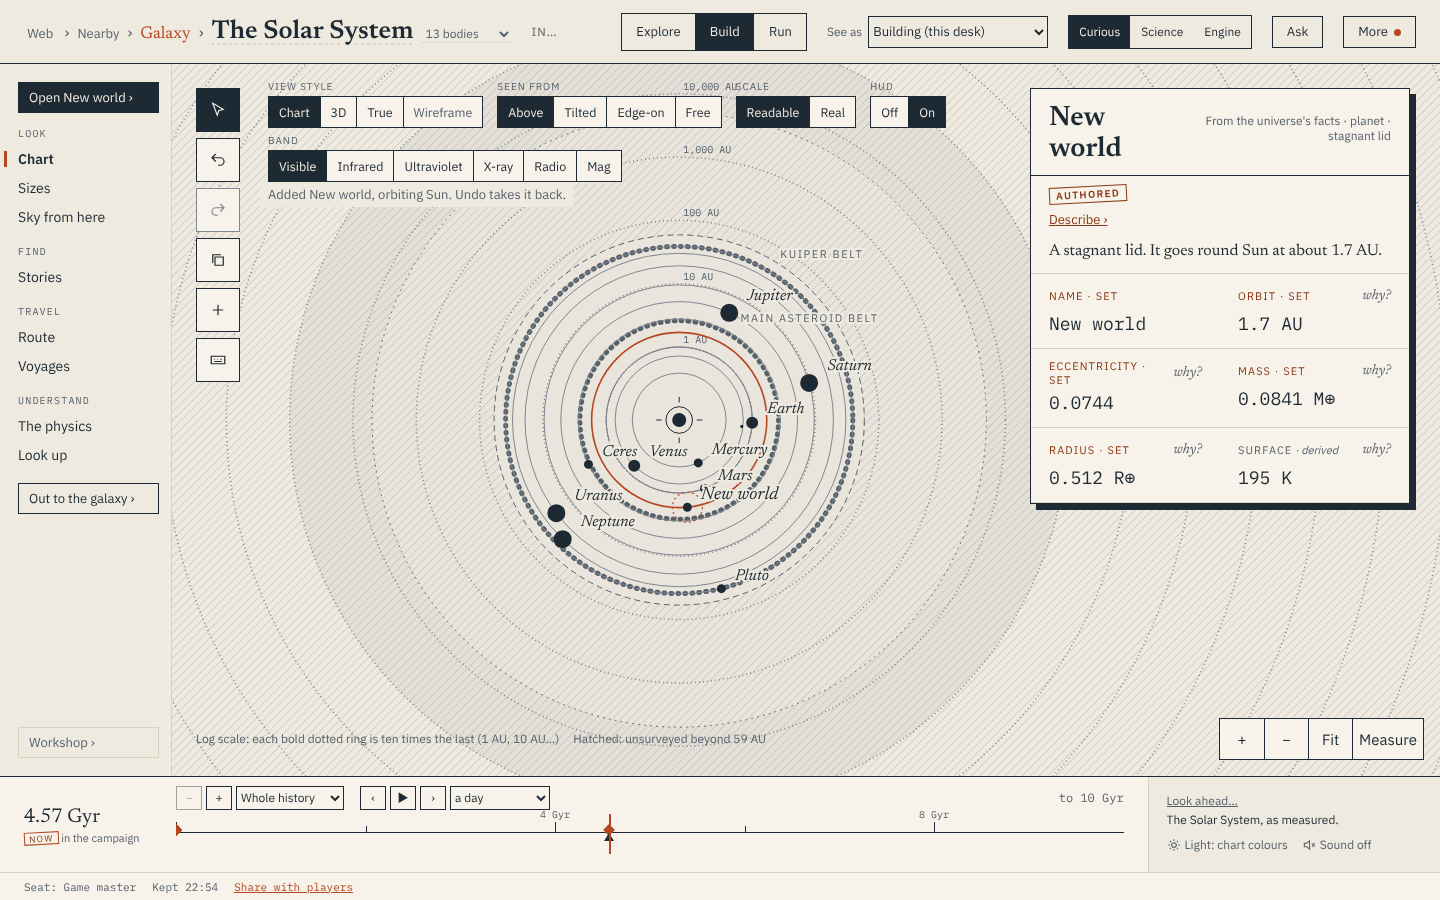 Web › Nearby › Galaxy › The Solar System 13 bodies IN... Explore Build Run See as Building (this desk) Curious Science Engine Ask More
Open New world ›
LOOK
Chart
Sizes
Sky from here
FIND
Stories
TRAVEL
Route
Voyages
UNDERSTAND
The physics
Look up
Out to the galaxy ›
Workshop ›
VIEW STYLE
Chart 3D True Wireframe
SEEN FROM
Above Tilted Edge-on Free
SCALE
Readable Real
HUD
Off On
BAND
Visible Infrared Ultraviolet X-ray Radio Mag
Added New world, orbiting Sun. Undo takes it back.
10,000 AU
1,000 AU
100 AU
KUIPER BELT
10 AU
Jupiter
MAIN ASTEROID BELT
1 AU
Saturn
Earth
Ceres Venus Mercury
Mars
Uranus New world
Neptune
Pluto
Log scale: each bold dotted ring is ten times the last (1 AU, 10 AU...) Hatched: unsurveyed beyond 59 AU
New world
From the universe's facts · planet · stagnant lid
AUTHORED
Describe ›
A stagnant lid. It goes round Sun at about 1.7 AU.
NAME · SET
New world
ORBIT · SET why?
1.7 AU
ECCENTRICITY · SET why?
0.0744
MASS · SET why?
0.0841 M⊕
RADIUS · SET why?
0.512 R⊕
SURFACE · derived why?
195 K
+ − Fit Measure
4.57 Gyr
NOW in the campaign
− + Whole history ‹ ▶ › a day to 10 Gyr
4 Gyr 8 Gyr
Look ahead...
The Solar System, as measured.
Light: chart colours Sound off
Seat: Game master Kept 22:54 Share with players